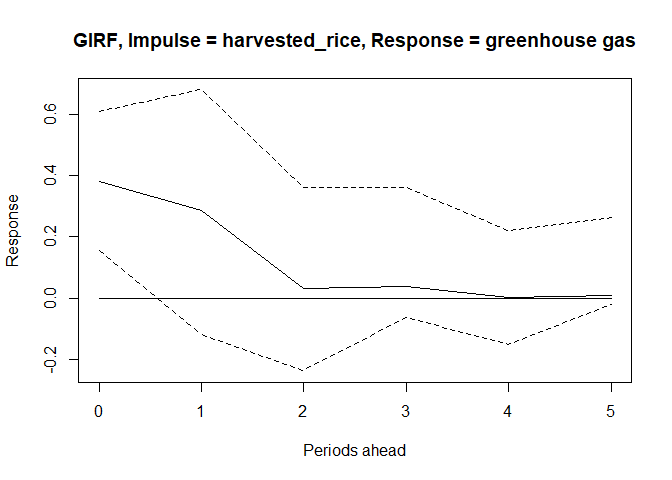 GIRF, Impulse = harvested_rice, Response = greenhouse gas
Response
0.6
0.4
0.2
0.0
-0.2
0 1 2 3 4 5
Periods ahead